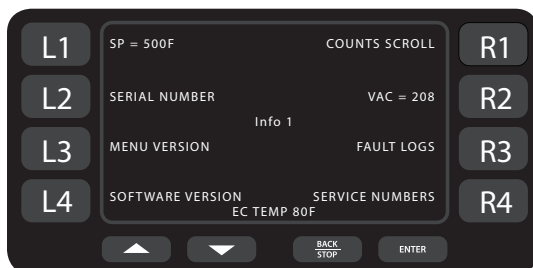 L1 SP = 500F COUNTS SCROLL R1
L2 SERIAL NUMBER VAC = 208 R2
Info 1
L3 MENU VERSION FAULT LOGS R3
L4 SOFTWARE VERSION SERVICE NUMBERS R4
EC TEMP 80F
BACK ENTER
STOP